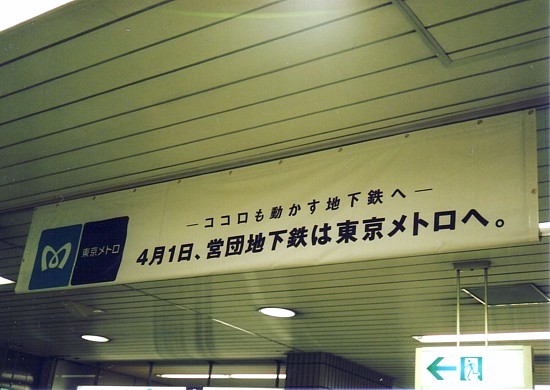 ―ココロも動かす地下鉄へ―
東京メトロ
4月1日、営団地下鉄は東京メトロへ。